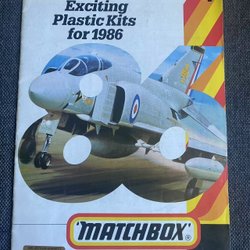 Exciting
Plastic Kits
for 1986
'MATCHBOX'